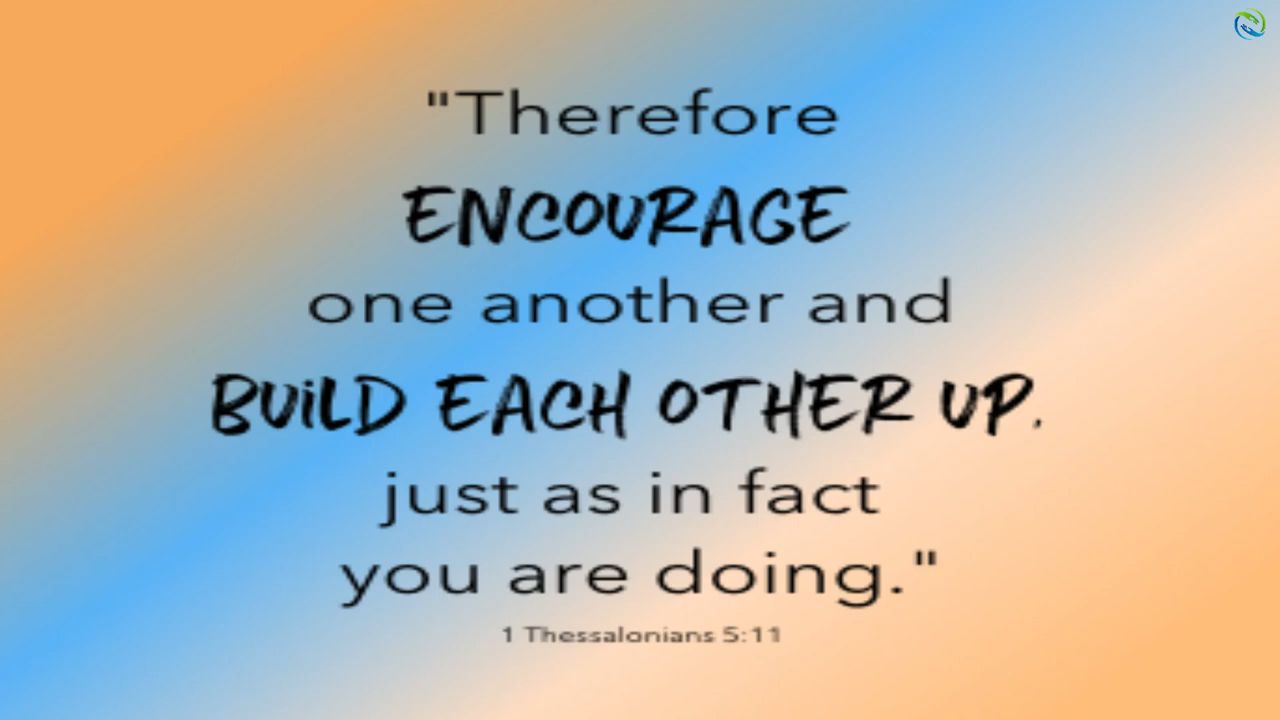 "Therefore
ENCOURAGE
one another and
BUiLD EACH OTHER UP.
just as in fact
you are doing."
1 Thessalonians 5:11